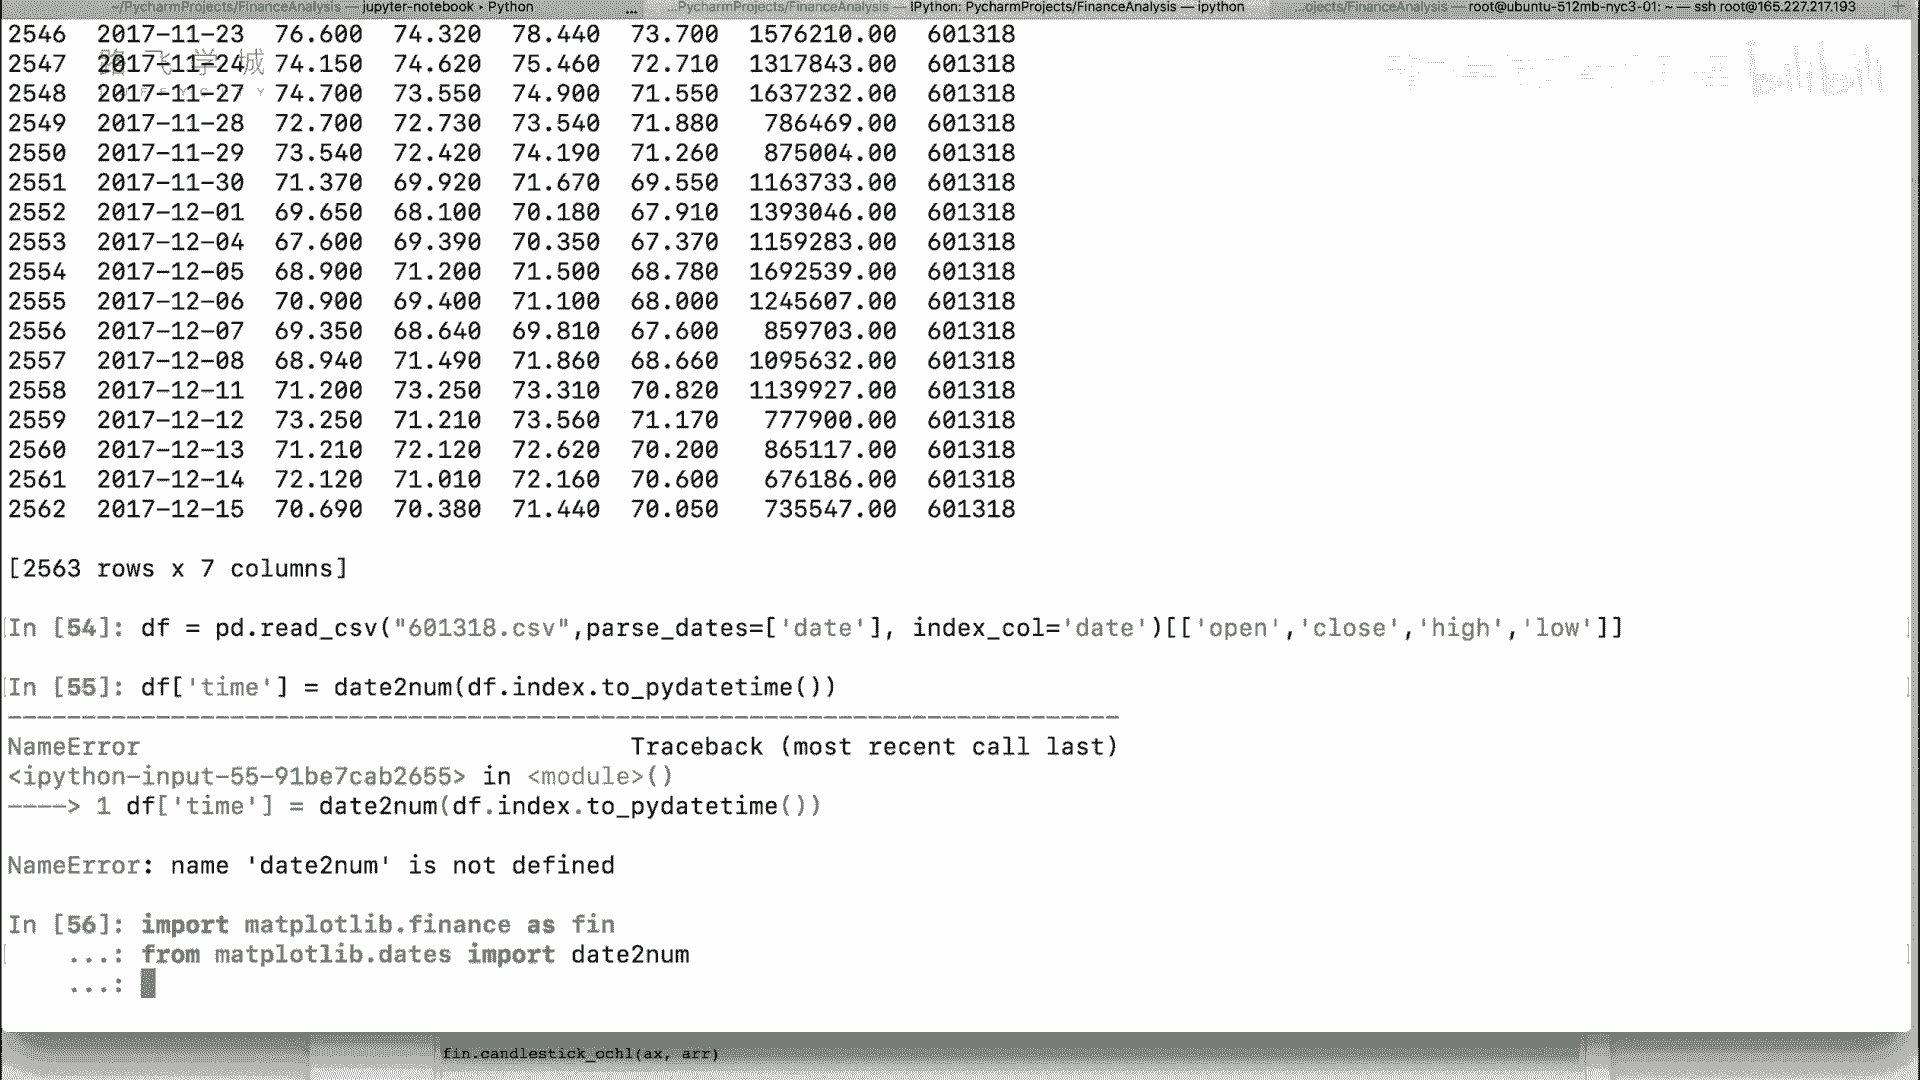 ~/PycharmProjects/FinanceAnalysis — jupyter-notebook ▸ Python ... ...PycharmProjects/FinanceAnalysis — IPython: PycharmProjects/FinanceAnalysis — ipython ...ojects/FinanceAnalysis — root@ubuntu-512mb-nyc3-01: ~ — ssh root@165.227.217.193
2546 2017-11-23 76.600 74.320 78.440 73.700 1576210.00 601318
路飞学城
2547 2017-11-24 74.150 74.620 75.460 72.710 1317843.00 601318
bilibili
2548 2017-11-27 74.700 73.550 74.900 71.550 1637232.00 601318
2549 2017-11-28 72.700 72.730 73.540 71.880 786469.00 601318
2550 2017-11-29 73.540 72.420 74.190 71.260 875004.00 601318
2551 2017-11-30 71.370 69.920 71.670 69.550 1163733.00 601318
2552 2017-12-01 69.650 68.100 70.180 67.910 1393046.00 601318
2553 2017-12-04 67.600 69.390 70.350 67.370 1159283.00 601318
2554 2017-12-05 68.900 71.200 71.500 68.780 1692539.00 601318
2555 2017-12-06 70.900 69.400 71.100 68.000 1245607.00 601318
2556 2017-12-07 69.350 68.640 69.810 67.600 859703.00 601318
2557 2017-12-08 68.940 71.490 71.860 68.660 1095632.00 601318
2558 2017-12-11 71.200 73.250 73.310 70.820 1139927.00 601318
2559 2017-12-12 73.250 71.210 73.560 71.170 777900.00 601318
2560 2017-12-13 71.210 72.120 72.620 70.200 865117.00 601318
2561 2017-12-14 72.120 71.010 72.160 70.600 676186.00 601318
2562 2017-12-15 70.690 70.380 71.440 70.050 735547.00 601318
[2563 rows x 7 columns]
In [54]: df = pd.read_csv("601318.csv",parse_dates=['date'], index_col='date')[['open','close','high','low']]
In [55]: df['time'] = date2num(df.index.to_pydatetime())
---------------------------------------------------------------------------
NameError Traceback (most recent call last)
<ipython-input-55-91be7cab2655> in <module>()
----> 1 df['time'] = date2num(df.index.to_pydatetime())
NameError: name 'date2num' is not defined
In [56]: import matplotlib.finance as fin
...: from matplotlib.dates import date2num
...:
fin.candlestick_ochl(ax, arr)